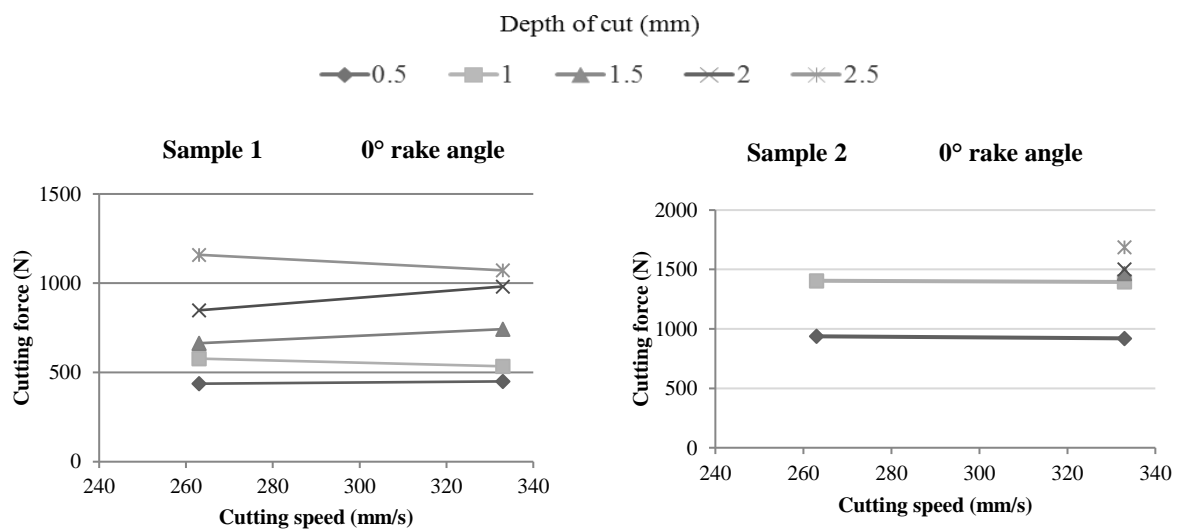 Depth of cut (mm)
0.5 1 1.5 2 2.5
Sample 1 0° rake angle
1500
1000
500
0
240 260 280 300 320 340
Cutting force (N)
Cutting speed (mm/s)
Sample 2 0° rake angle
2000
1500
1000
500
0
240 260 280 300 320 340
Cutting force (N)
Cutting speed (mm/s)